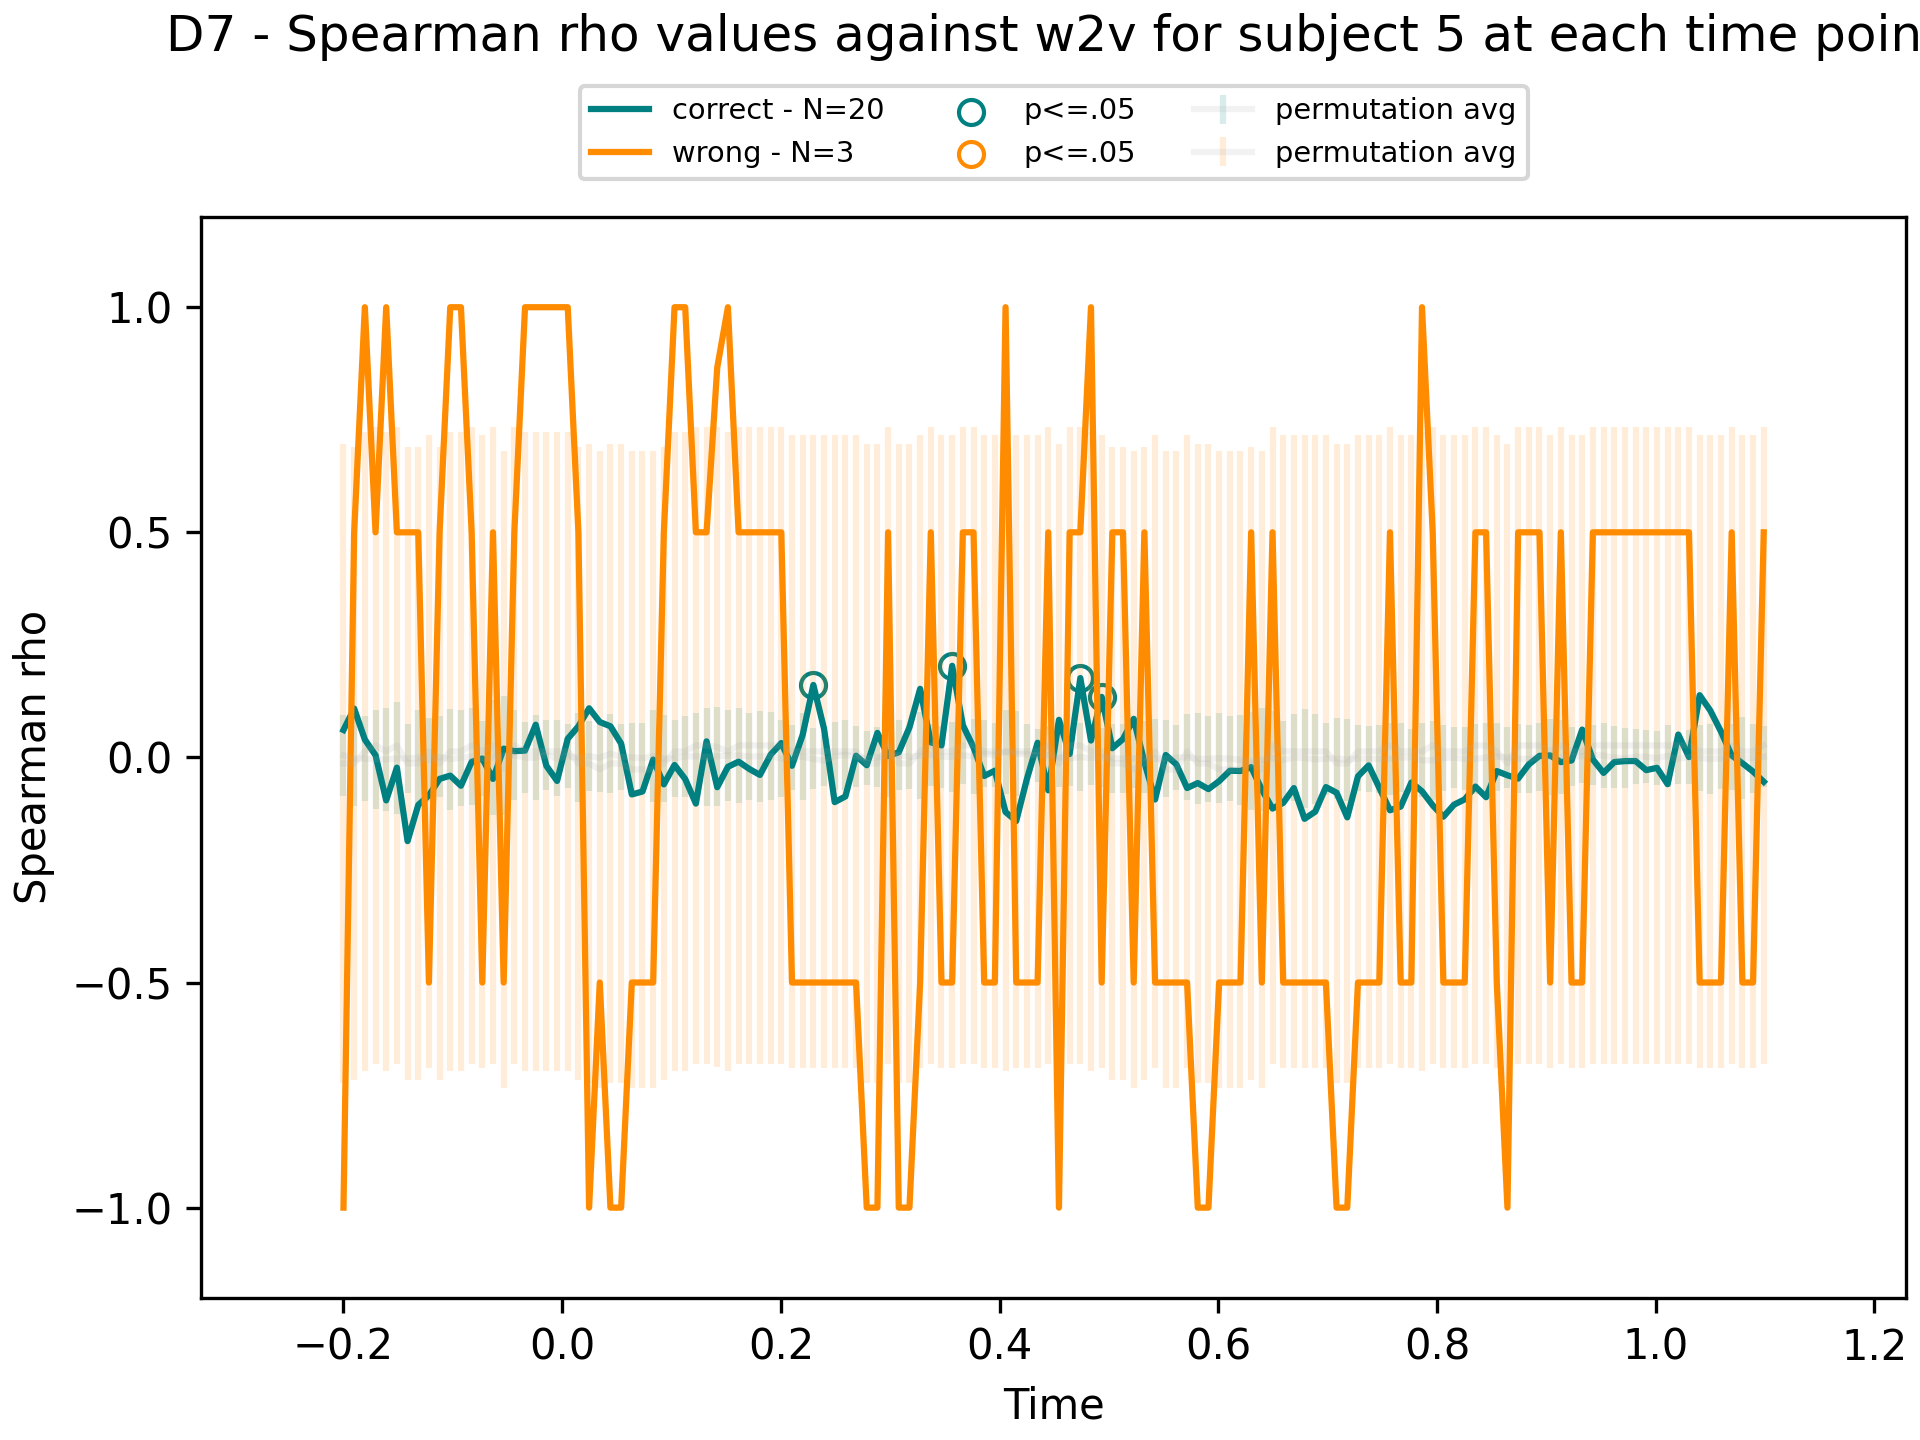 D7 - Spearman rho values against w2v for subject 5 at each time poin
correct - N=20
wrong - N=3
p<=.05
p<=.05
permutation avg
permutation avg
Spearman rho
1.0
0.5
0.0
−0.5
−1.0
−0.2 0.0 0.2 0.4 0.6 0.8 1.0 1.2
Time